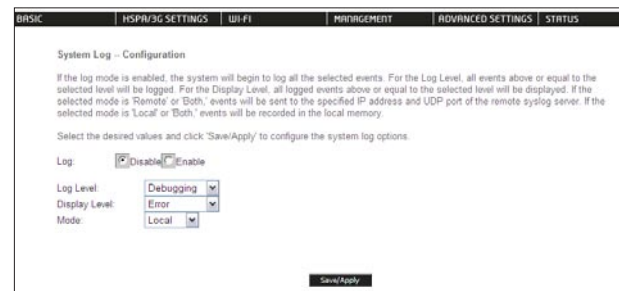 BASIC HSPA/3G SETTINGS WI-FI MANAGEMENT ADVANCED SETTINGS STATUS
System Log -- Configuration
If the log mode is enabled, the system will begin to log all the selected events. For the Log Level, all events above or equal to the
selected level will be logged. For the Display Level, all logged events above or equal to the selected level will be displayed. If the
selected mode is 'Remote' or 'Both,' events will be sent to the specified IP address and UDP port of the remote syslog server. If the
selected mode is 'Local' or 'Both,' events will be recorded in the local memory.
Select the desired values and click 'Save/Apply' to configure the system log options.
Log: Disable Enable
Log Level: Debugging
Display Level: Error
Mode: Local
Save/Apply